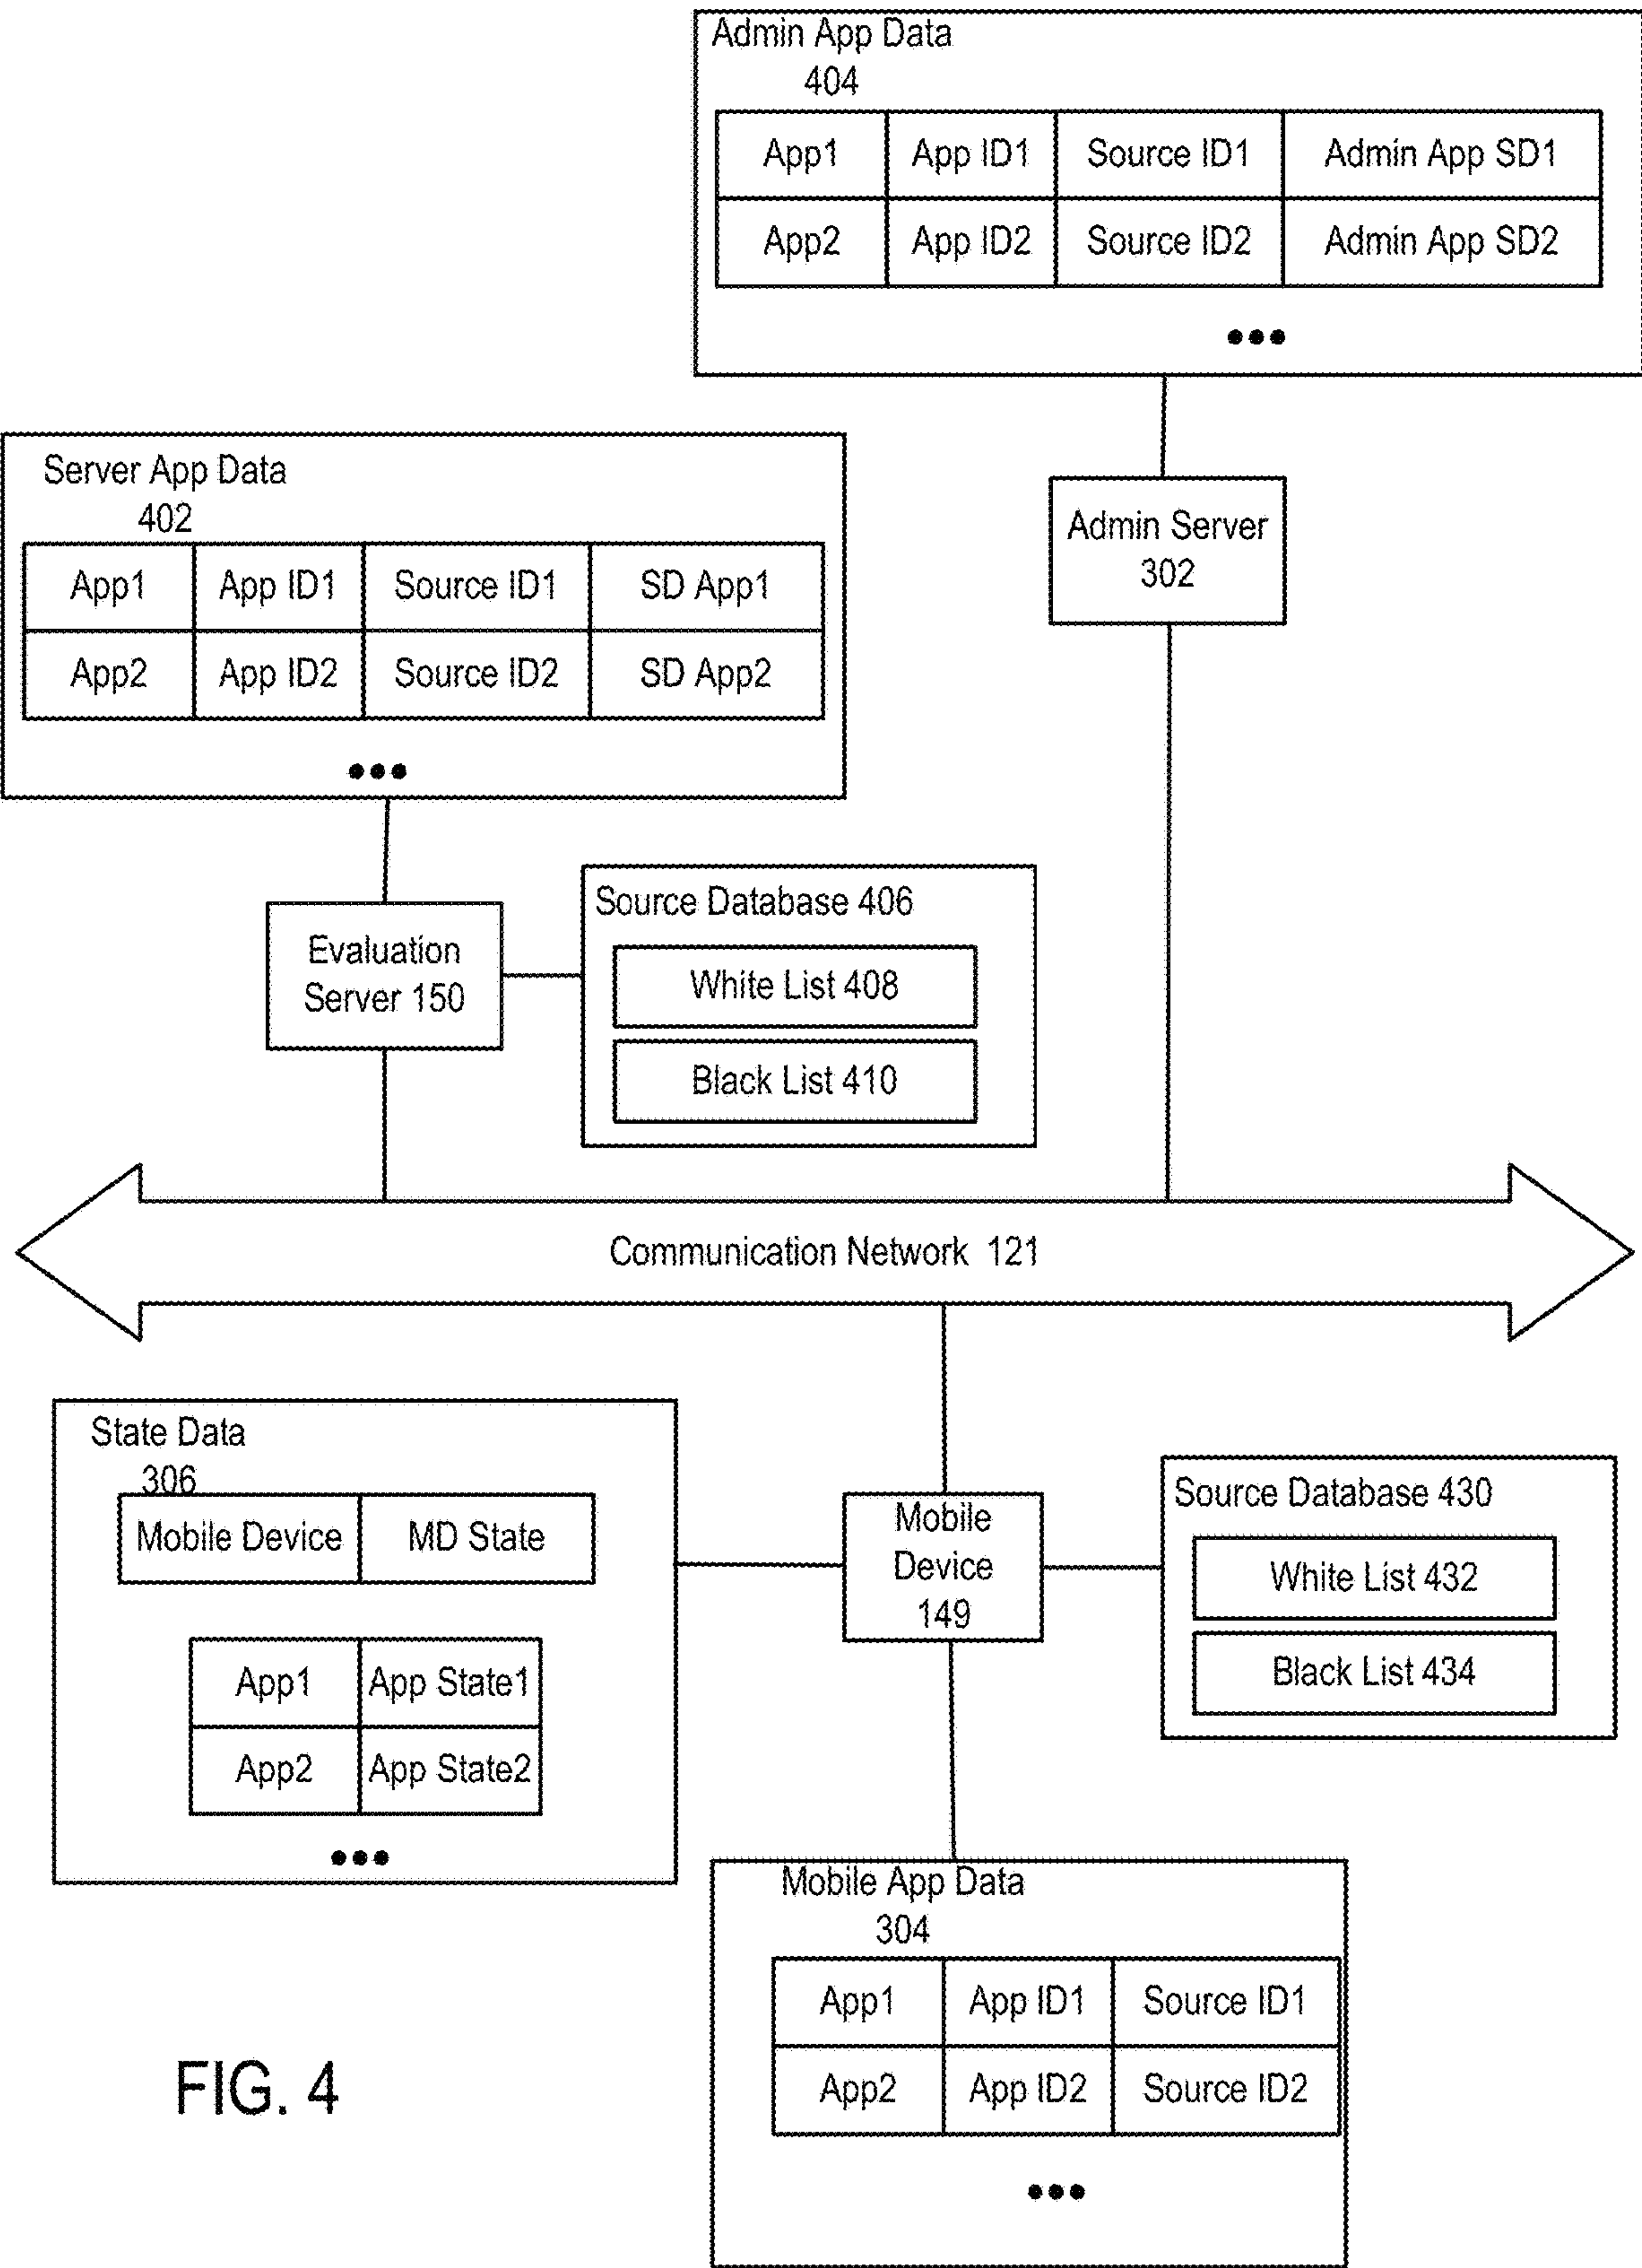 Admin App Data
404
App1 App ID1 Source ID1 Admin App SD1
App2 App ID2 Source ID2 Admin App SD2
•••
Server App Data
402
App1 App ID1 Source ID1 SD App1
App2 App ID2 Source ID2 SD App2
•••
Admin Server
302
Evaluation
Server 150
Source Database 406
White List 408
Black List 410
Communication Network 121
State Data
306
Mobile Device MD State
App1 App State1
App2 App State2
•••
Mobile
Device
149
Source Database 430
White List 432
Black List 434
Mobile App Data
304
App1 App ID1 Source ID1
App2 App ID2 Source ID2
•••
FIG. 4